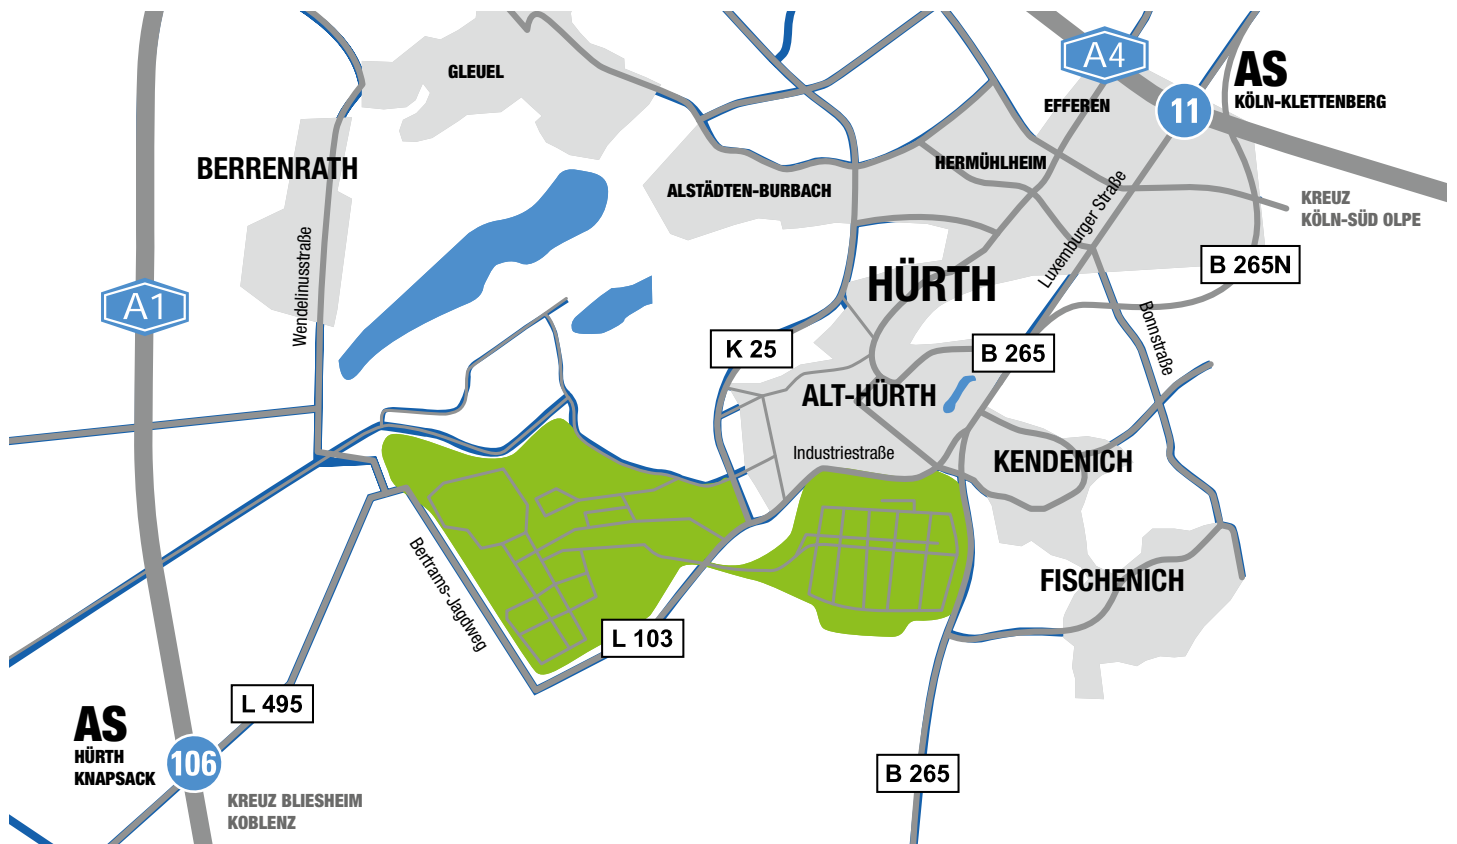 A4
AS
KÖLN-KLETTENBERG
11
GLEUEL
EFFEREN
BERRENRATH
HERMÜHLHEIM
ALSTÄDTEN-BURBACH
KREUZ
KÖLN-SÜD OLPE
Luxemburger Straße
Wendelinusstraße
B 265N
HÜRTH
A1
Bonnstraße
K 25
B 265
ALT-HÜRTH
Industriestraße
KENDENICH
Bertrams-Jagdweg
FISCHENICH
L 103
L 495
AS
HÜRTH
KNAPSACK
106
B 265
KREUZ BLIESHEIM
KOBLENZ